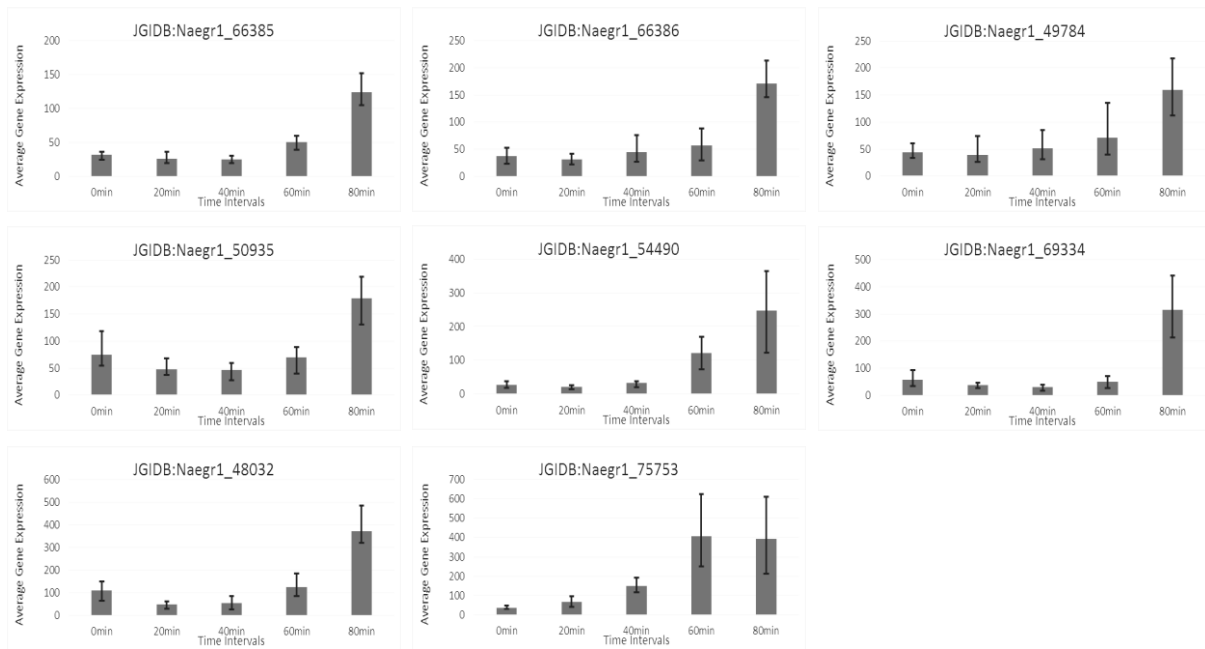 JGIDB:Naegr1_66385
Average Gene Expression
200
150
100
50
0
0min 20min 40min 60min 80min
Time Intervals
JGIDB:Naegr1_66386
Average Gene Expression
250
200
150
100
50
0
0min 20min 40min 60min 80min
Time Intervals
JGIDB:Naegr1_49784
Average Gene Expression
250
200
150
100
50
0
0min 20min 40min 60min 80min
Time Intervals
JGIDB:Naegr1_50935
Average Gene Expression
250
200
150
100
50
0
0min 20min 40min 60min 80min
Time Intervals
JGIDB:Naegr1_54490
Average Gene Expression
400
300
200
100
0
0min 20min 40min 60min 80min
Time Intervals
JGIDB:Naegr1_69334
Average Gene Expression
500
400
300
200
100
0
0min 20min 40min 60min 80min
Time Intervals
JGIDB:Naegr1_48032
Average Gene Expression
600
500
400
300
200
100
0
0min 20min 40min 60min 80min
Time Intervals
JGIDB:Naegr1_75753
Average Gene Expression
700
600
500
400
300
200
100
0
0min 20min 40min 60min 80min
Time Intervals